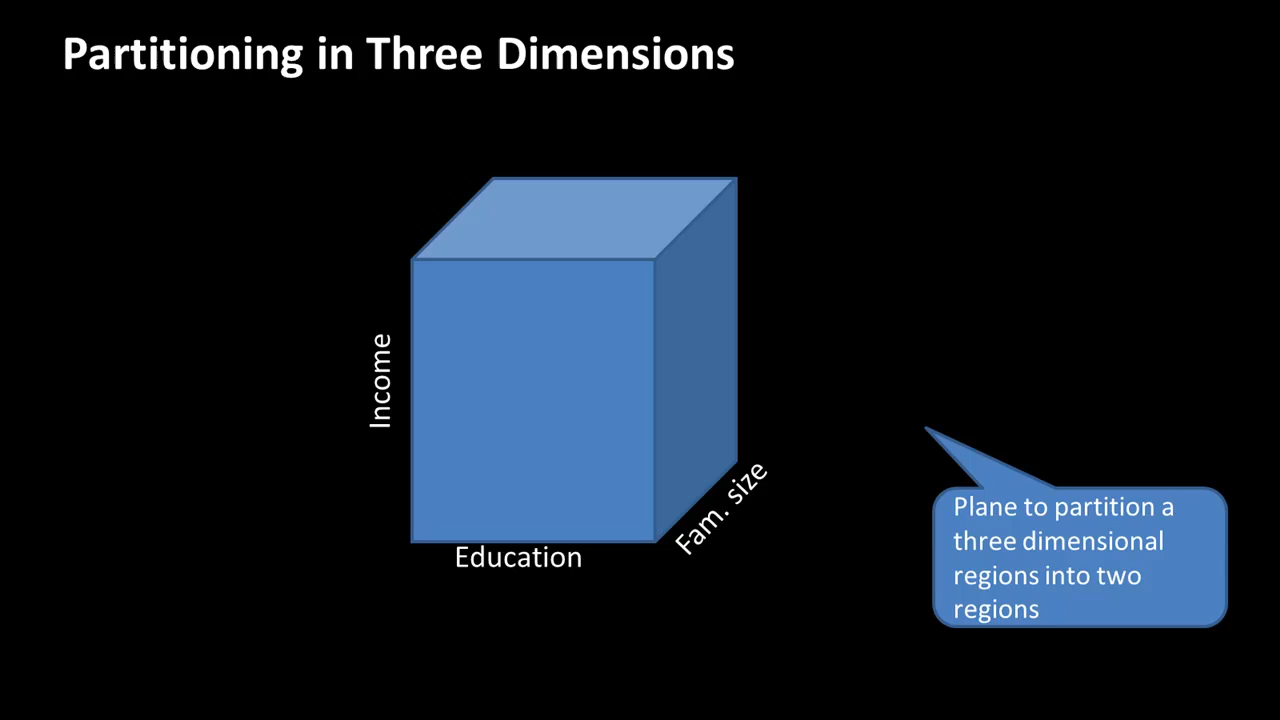 Partitioning in Three Dimensions
Income
Education
Fam. size
Plane to partition a
three dimensional
regions into two
regions